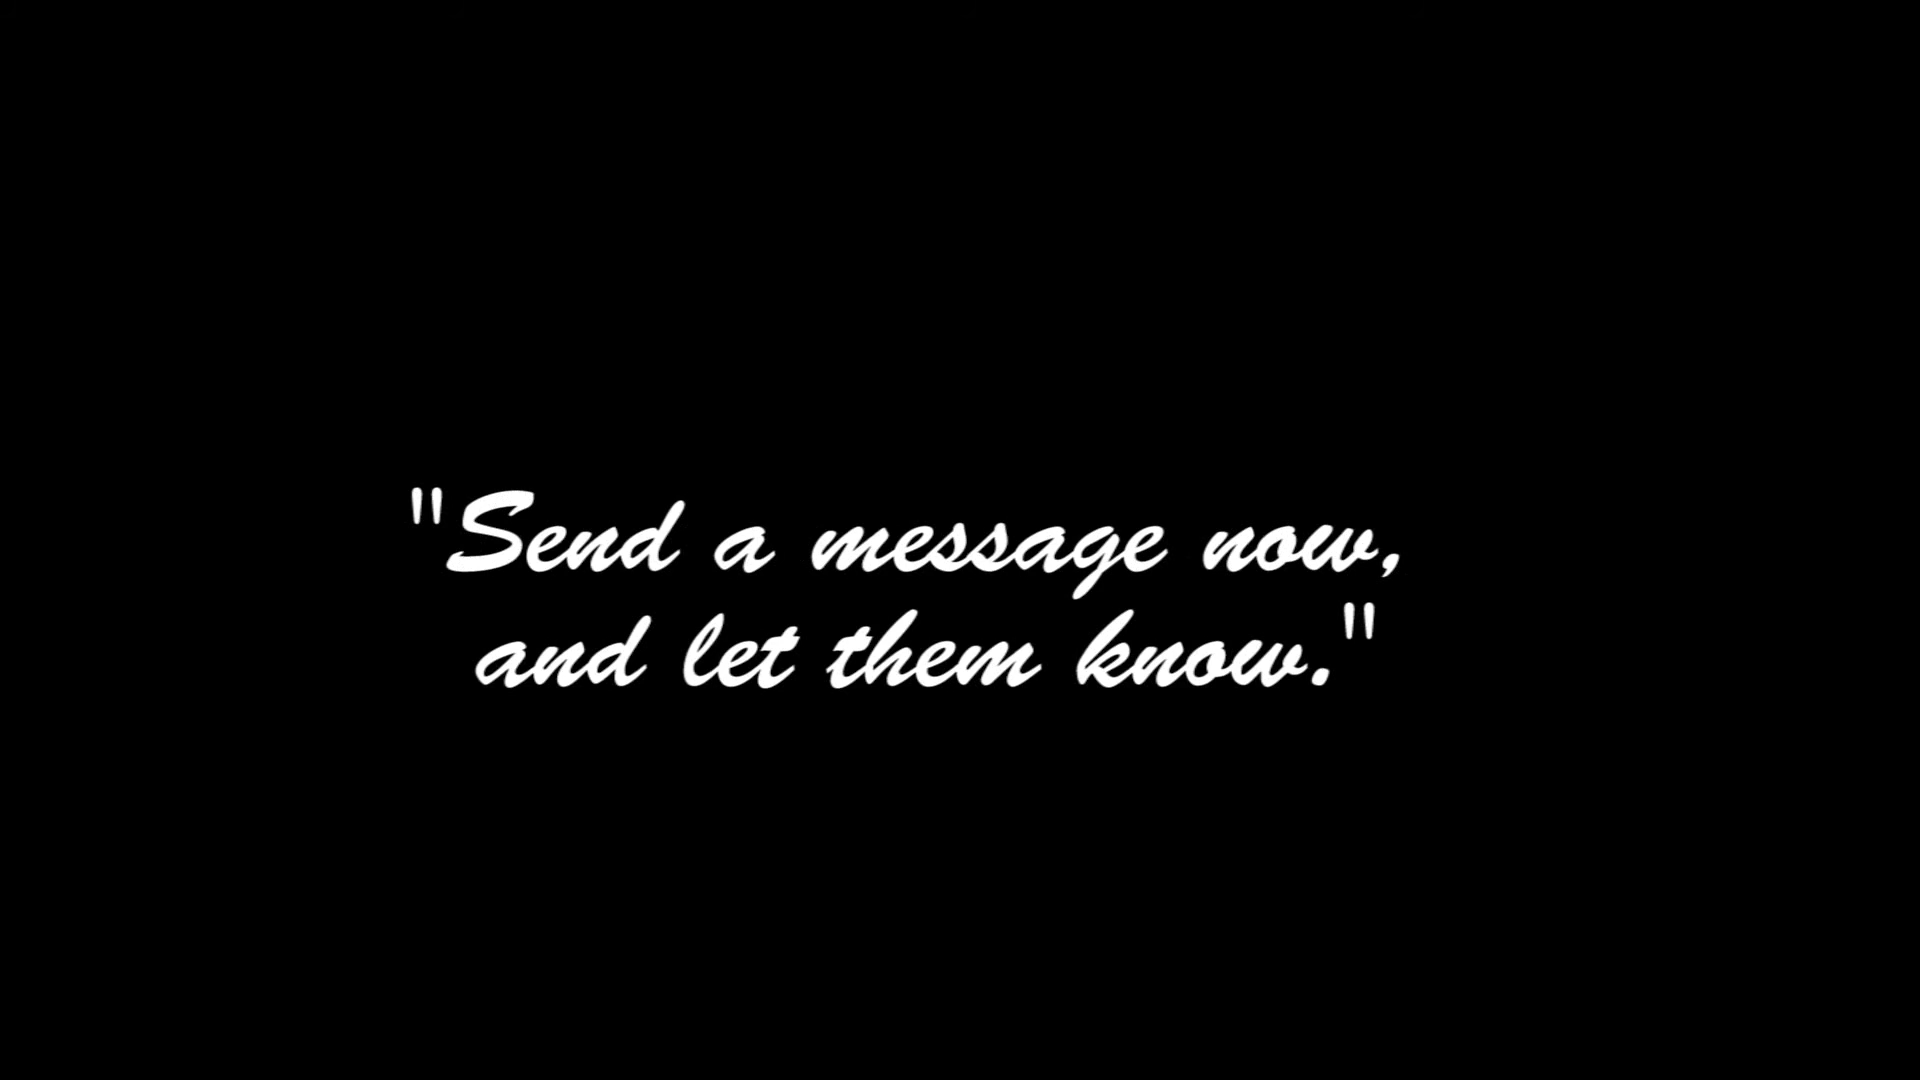 "Send a message now,
and let them know."